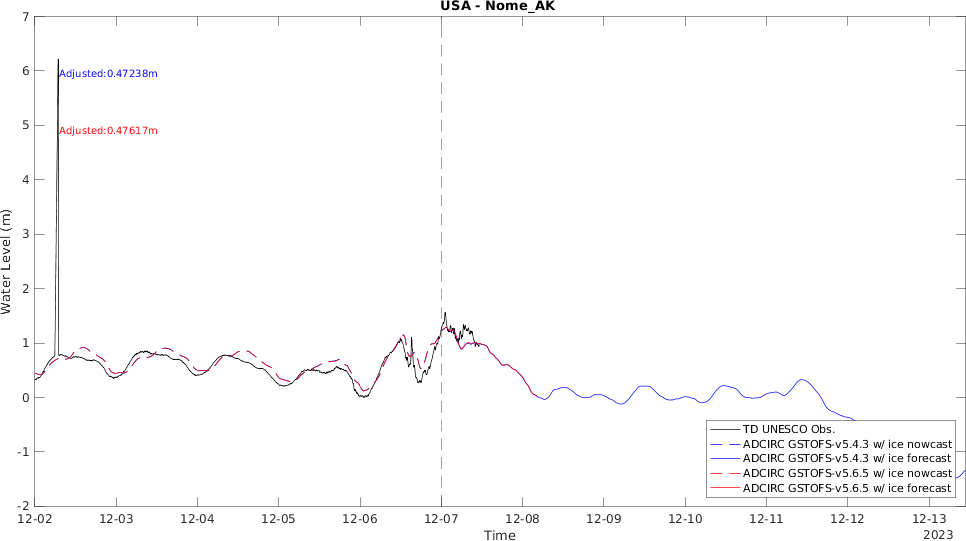 USA - Nome_AK
7
6
5
4
3
2
1
0
-1
-2
Water Level (m)
Adjusted:0.47238m
Adjusted:0.47617m
TD UNESCO Obs.
ADCIRC GSTOFS-v5.4.3 w/ ice nowcast
ADCIRC GSTOFS-v5.4.3 w/ ice forecast
ADCIRC GSTOFS-v5.6.5 w/ ice nowcast
ADCIRC GSTOFS-v5.6.5 w/ ice forecast
12-02 12-03 12-04 12-05 12-06 12-07 12-08 12-09 12-10 12-11 12-12 12-13
Time
2023